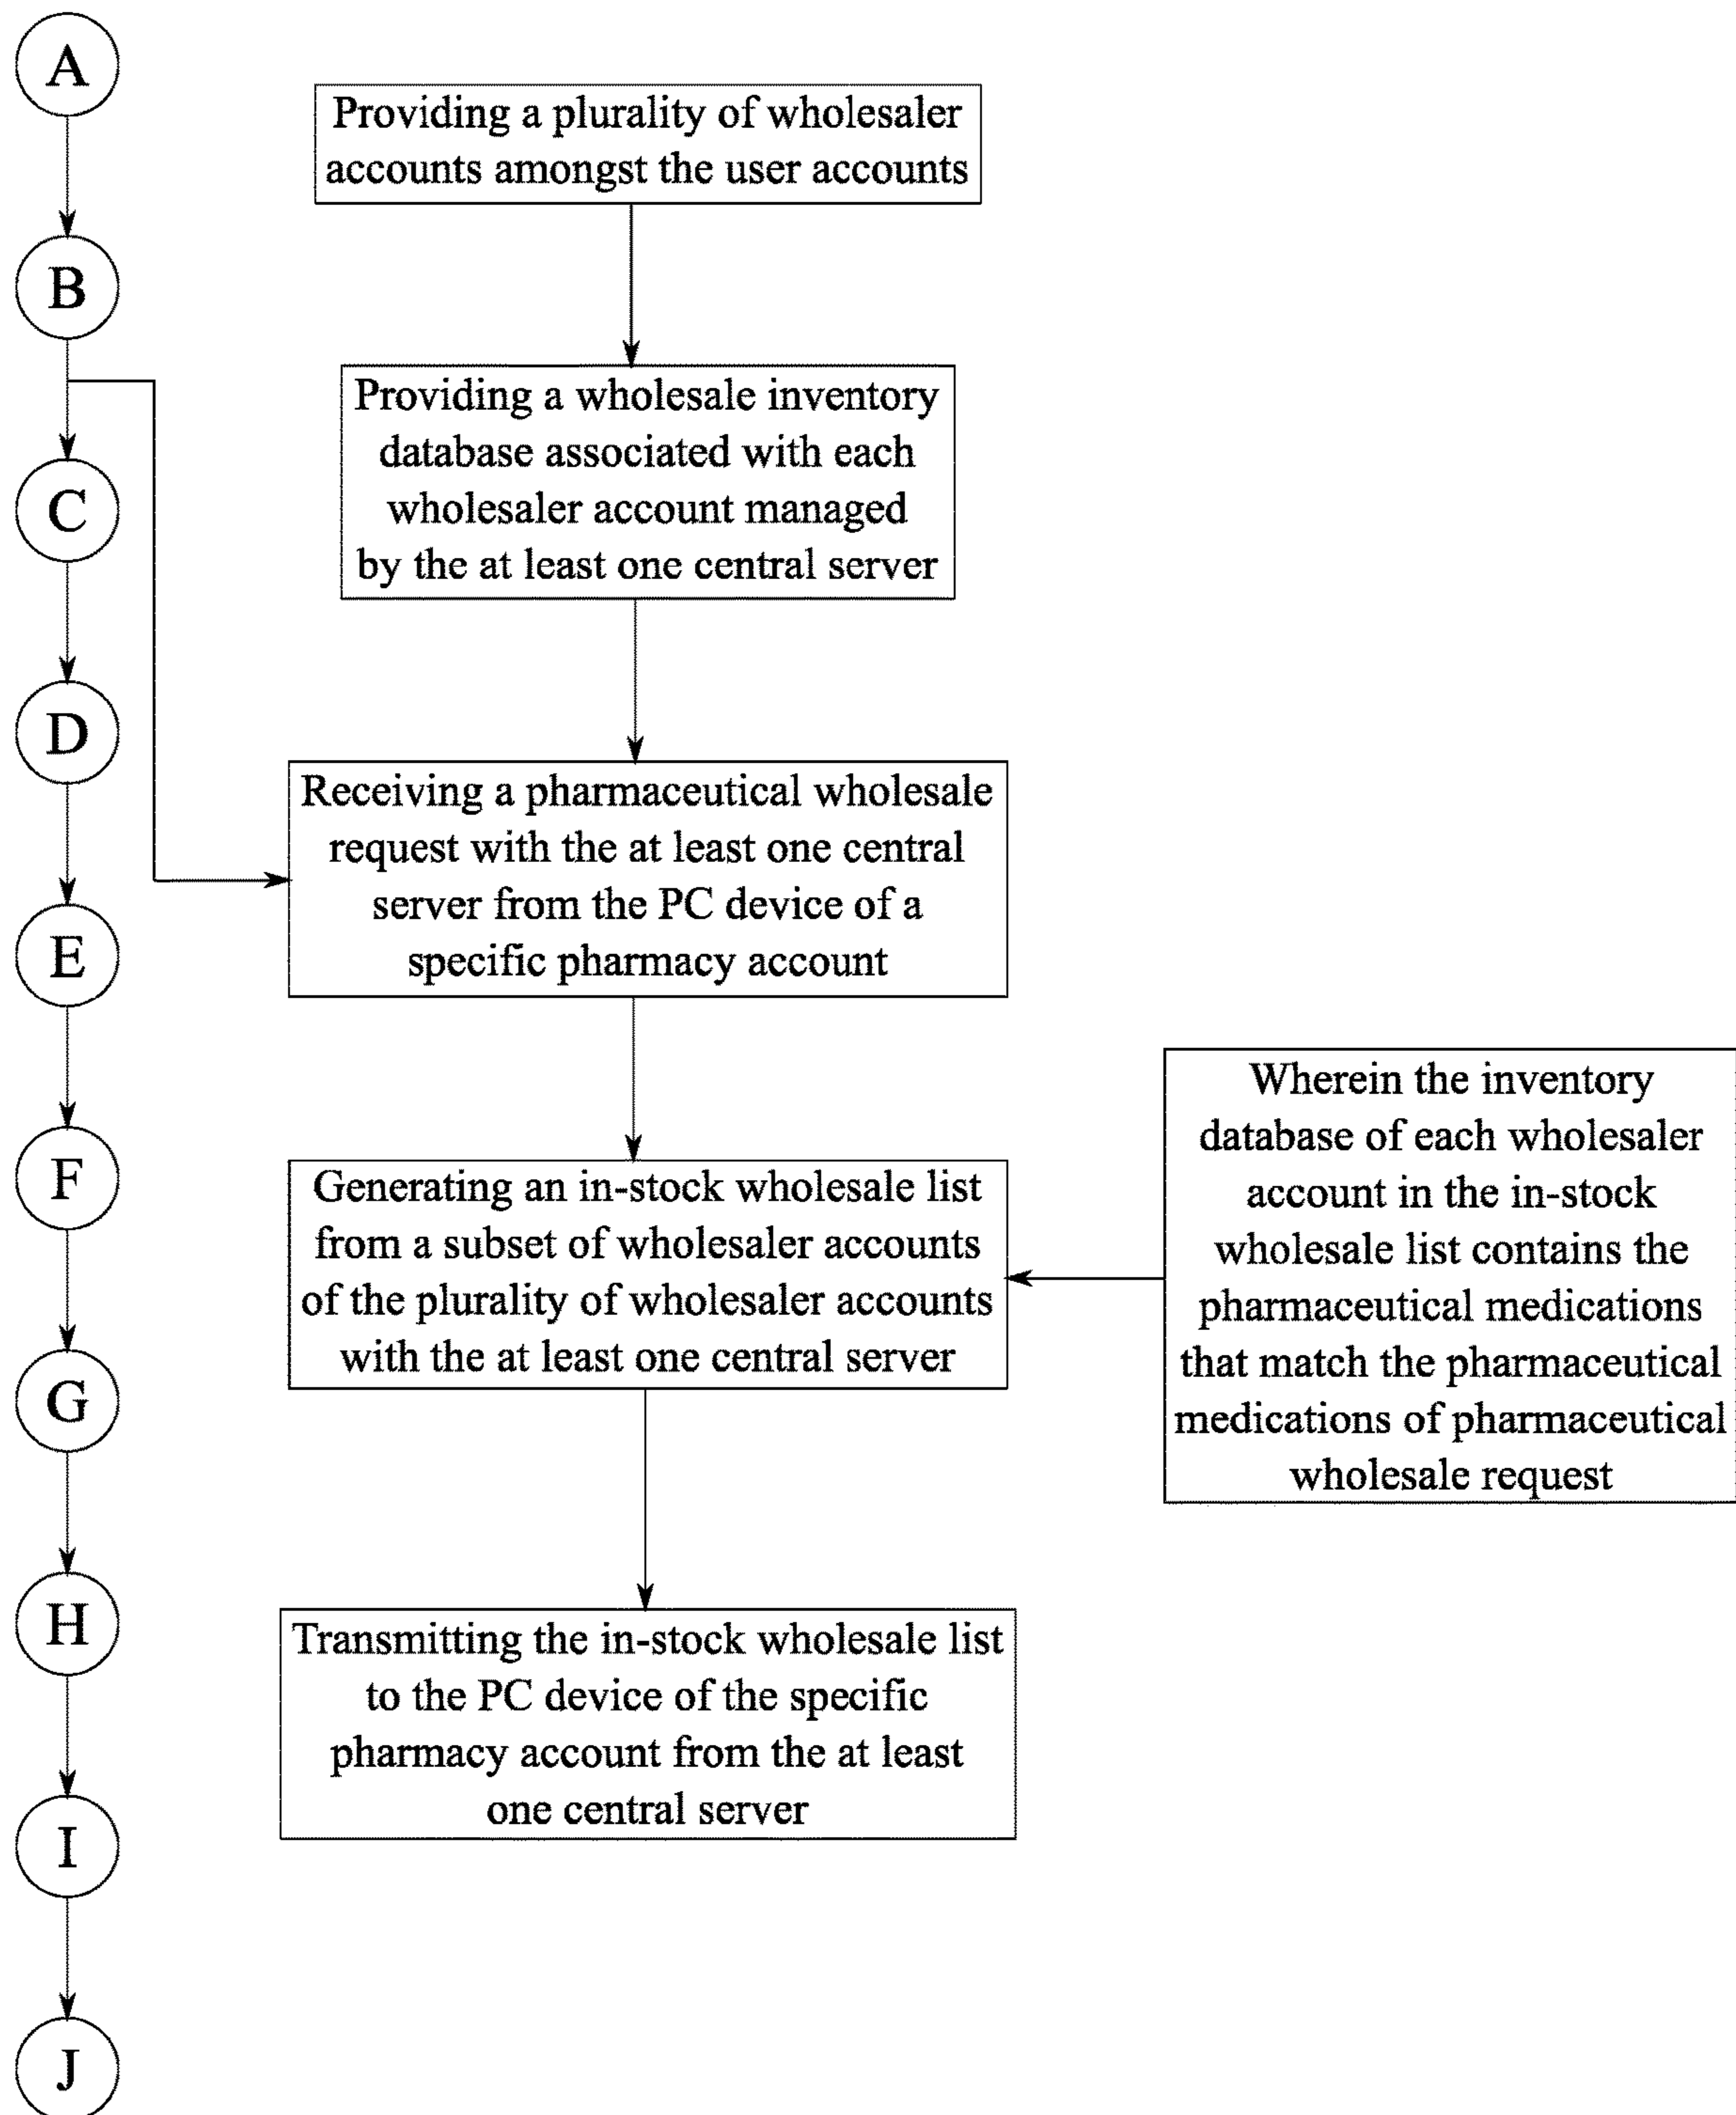 A
B
C
D
E
F
G
H
I
J
Providing a plurality of wholesaler
accounts amongst the user accounts
Providing a wholesale inventory
database associated with each
wholesaler account managed
by the at least one central server
Receiving a pharmaceutical wholesale
request with the at least one central
server from the PC device of a
specific pharmacy account
Generating an in-stock wholesale list
from a subset of wholesaler accounts
of the plurality of wholesaler accounts
with the at least one central server
Wherein the inventory
database of each wholesaler
account in the in-stock
wholesale list contains the
pharmaceutical medications
that match the pharmaceutical
medications of pharmaceutical
wholesale request
Transmitting the in-stock wholesale list
to the PC device of the specific
pharmacy account from the at least
one central server